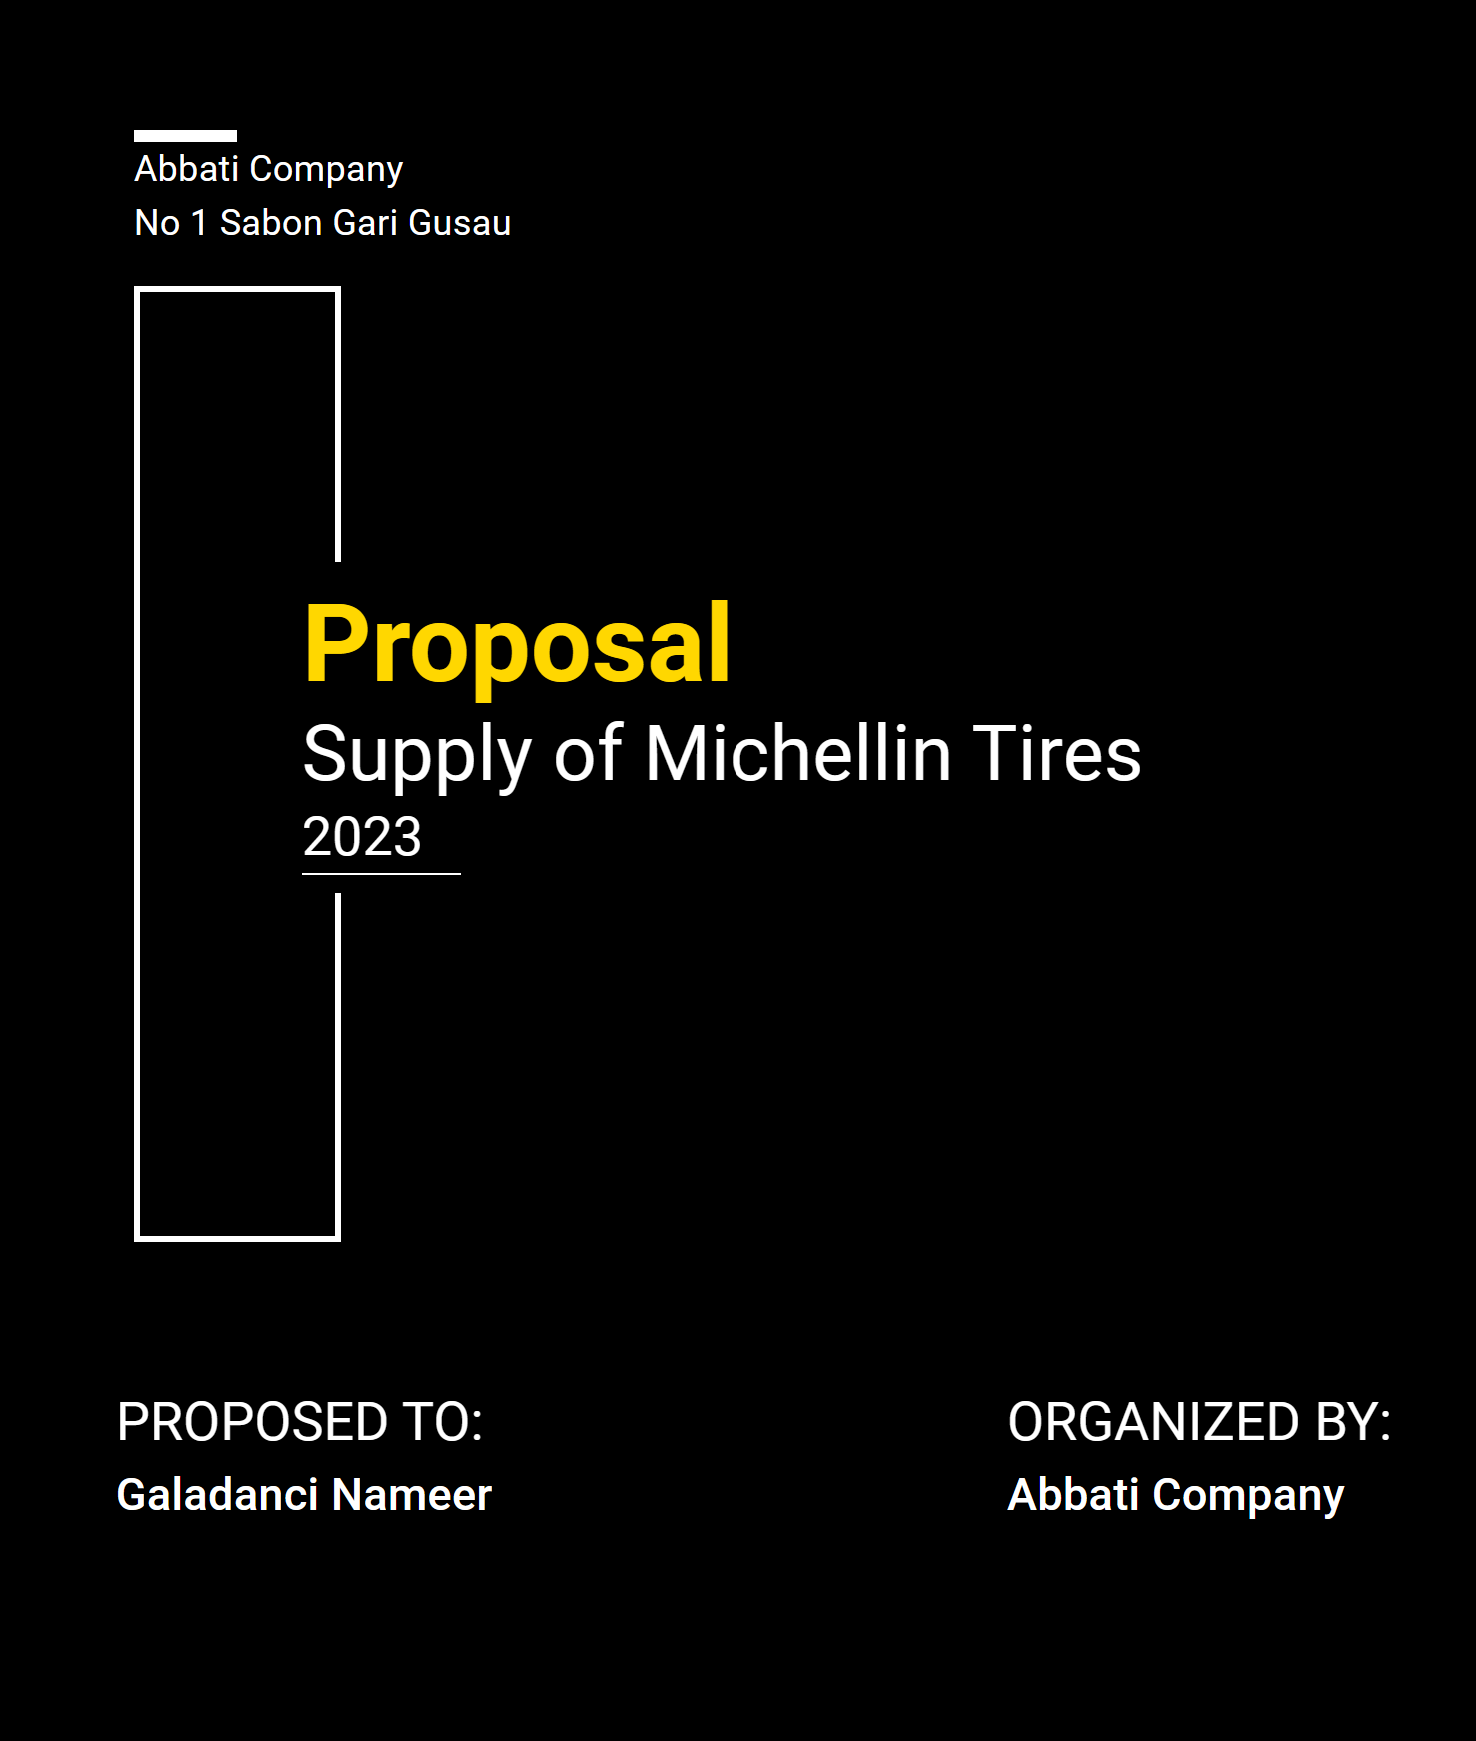 Abbati Company
No 1 Sabon Gari Gusau
Proposal
Supply of Michellin Tires
2023
PROPOSED TO:
Galadanci Nameer
ORGANIZED BY:
Abbati Company